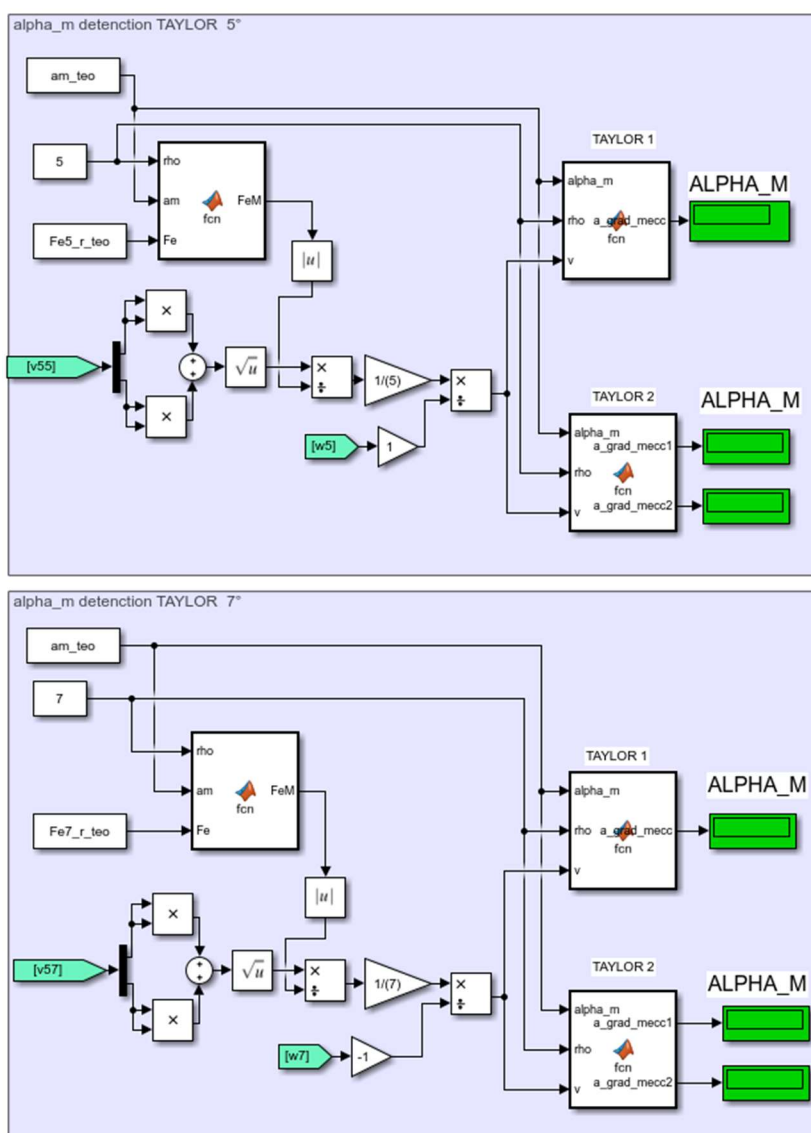 alpha_m detenction TAYLOR 5°
am_teo
TAYLOR 1
5
rho
FeM
alpha_m
ALPHA_M
am
fcn
rho
a_grad_mecc
fcn
Fe5_r_teo
Fe
|u|
v
×
[v55]
+
+
√u
×
÷
1/(5)
×
÷
TAYLOR 2
ALPHA_M
×
[w5]
1
alpha_m
a_grad_mecc1
rho
fcn
a_grad_mecc2
v
alpha_m detenction TAYLOR 7°
am_teo
7
TAYLOR 1
rho
FeM
alpha_m
ALPHA_M
am
fcn
rho
a_grad_mecc
fcn
Fe7_r_teo
Fe
|u|
v
×
[v57]
+
+
√u
×
÷
1/(7)
×
÷
TAYLOR 2
ALPHA_M
×
[w7]
-1
alpha_m
a_grad_mecc1
rho
fcn
a_grad_mecc2
v